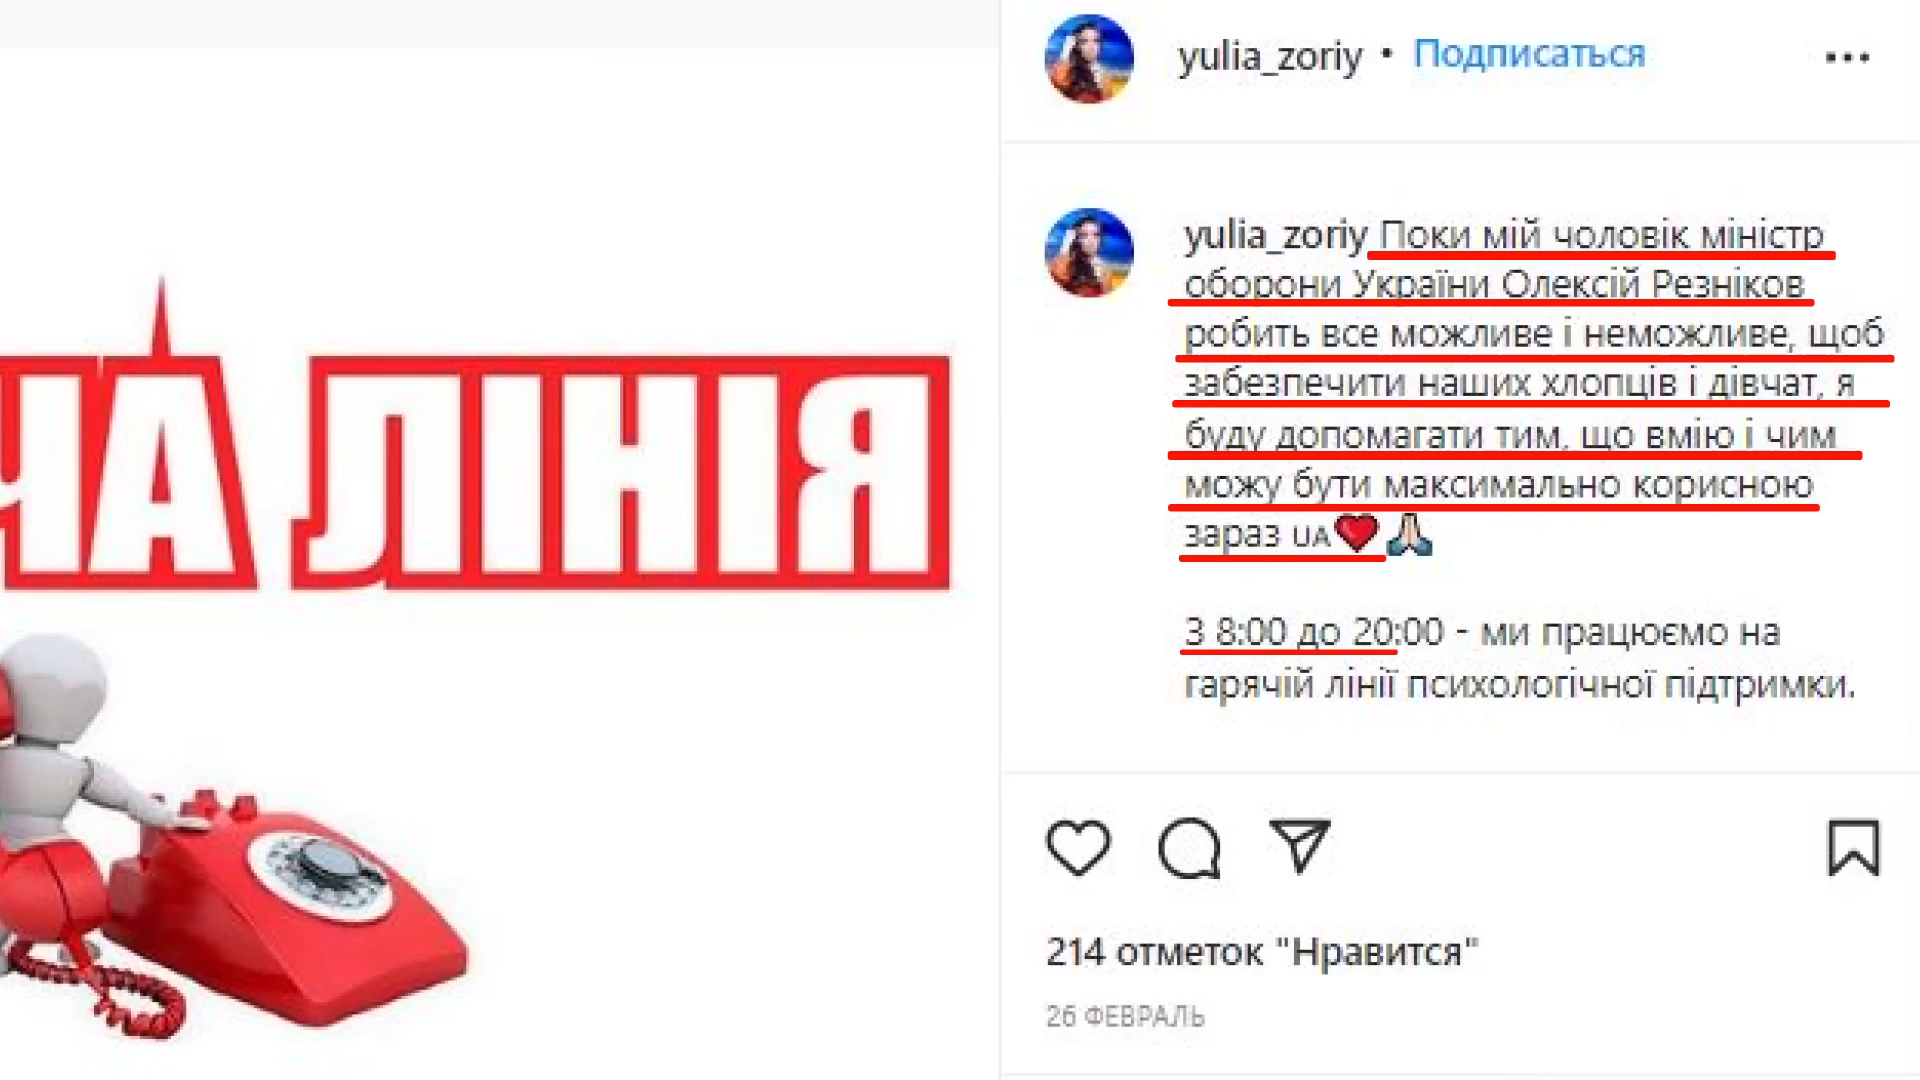 ЧА ЛІНІЯ
yulia_zoriy • Подписаться
yulia_zoriy Поки мій чоловік міністр
оборони України Олексій Резніков
робить все можливе і неможливе, щоб
забезпечити наших хлопців і дівчат, я
буду допомагати тим, що вмію і чим
можу бути максимально корисною
зараз UA❤️🙏🏻
З 8:00 до 20:00 - ми працюємо на
гарячій лінії психологічної підтримки.
214 отметок "Нравится"
26 ФЕВРАЛЬ